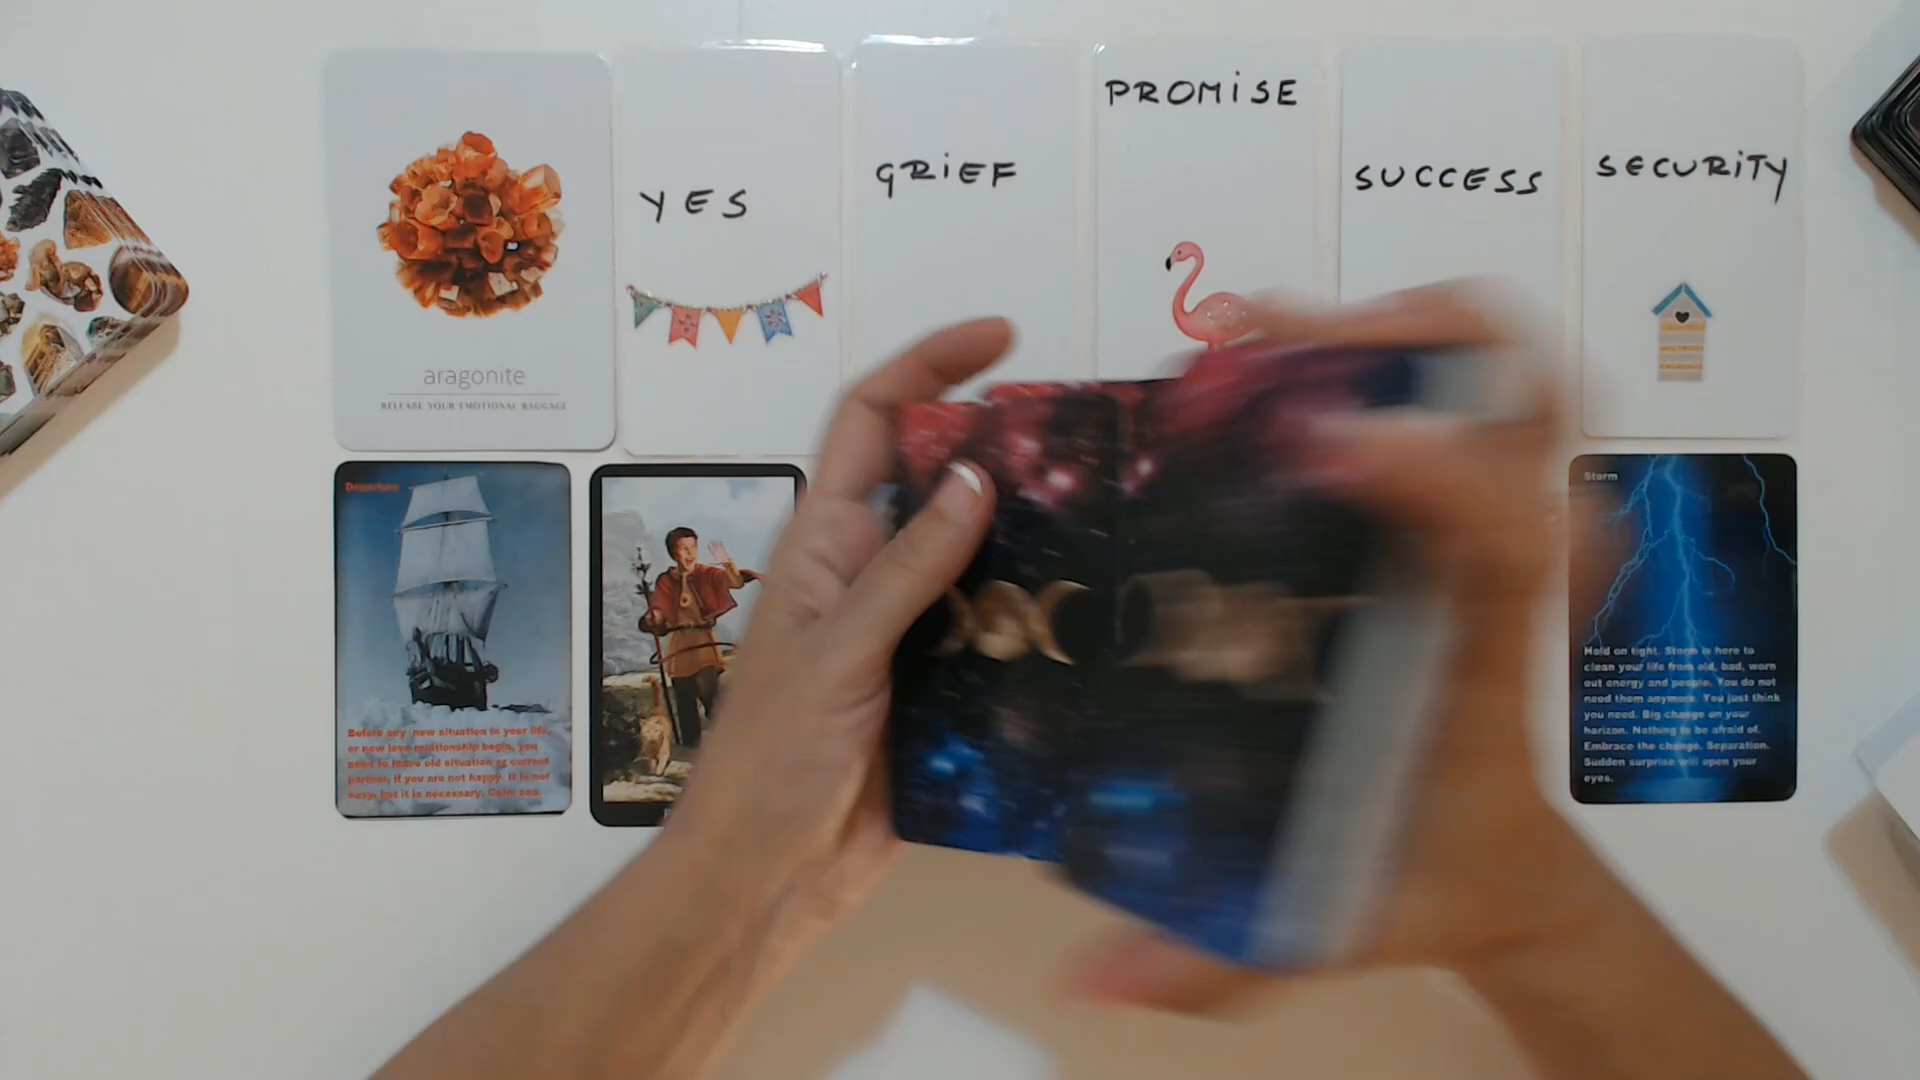 PROMISE
YES
GRIEF
SUCCESS
SECURITY
aragonite
RELEASE YOUR EMOTIONAL BAGGAGE
Departure
Before any new situation in your life,
or new love relationship begin, you
need to leave old situation or current
partner, if you are not happy. It is not
easy, but it is necessary. Calm sea.
Storm
Hold on tight. Storm is here to
clean your life from old, bad, worn
out energy and people. You do not
need them anymore. You just think
you need. Big change on your
horizon. Nothing to be afraid of.
Embrace the change. Separation.
Sudden surprise will open your
eyes.